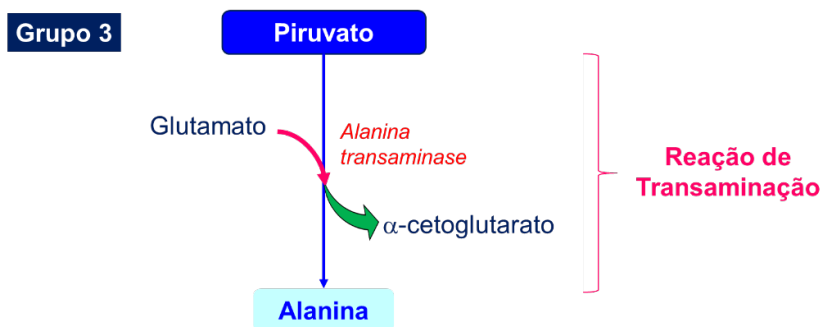 Grupo 3
Piruvato
Glutamato
Alanina
transaminase
Reação de
Transaminação
α-cetoglutarato
Alanina